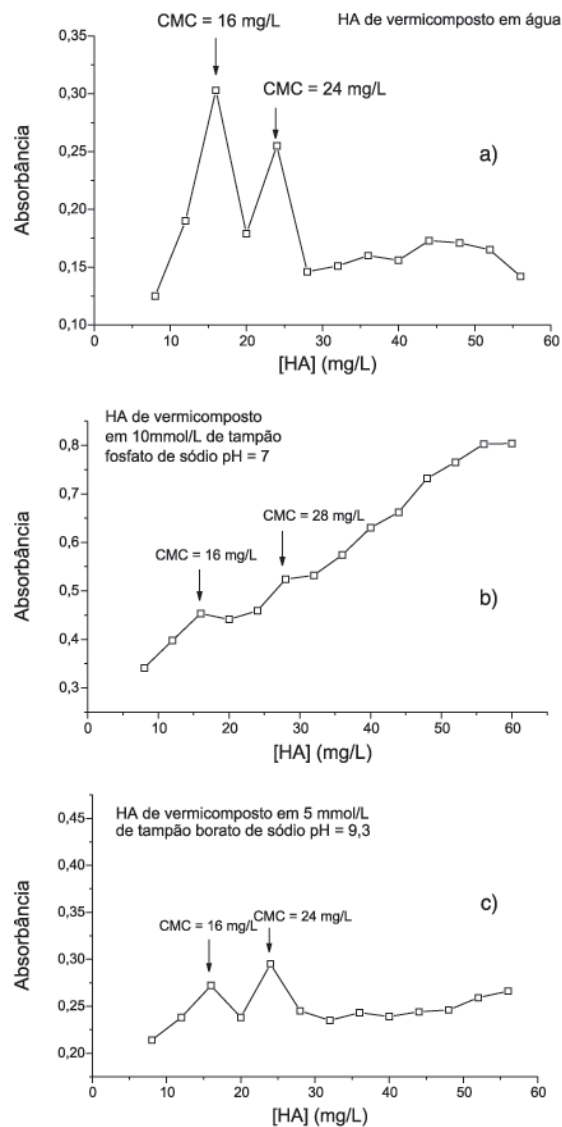 CMC = 16 mg/L
HA de vermicomposto em água
CMC = 24 mg/L
a)
0,35
0,30
0,25
0,20
0,15
0,10
Absorbância
0 10 20 30 40 50 60
[HA] (mg/L)
HA de vermicomposto
em 10mmol/L de tampão
fosfato de sódio pH = 7
CMC = 28 mg/L
CMC = 16 mg/L
b)
0,8
0,7
0,6
0,5
0,4
0,3
Absorbância
0 10 20 30 40 50 60
[HA] (mg/L)
HA de vermicomposto em 5 mmol/L
de tampão borato de sódio pH = 9,3
c)
CMC = 16 mg/L
CMC = 24 mg/L
0,45
0,40
0,35
0,30
0,25
0,20
Absorbância
0 10 20 30 40 50 60
[HA] (mg/L)